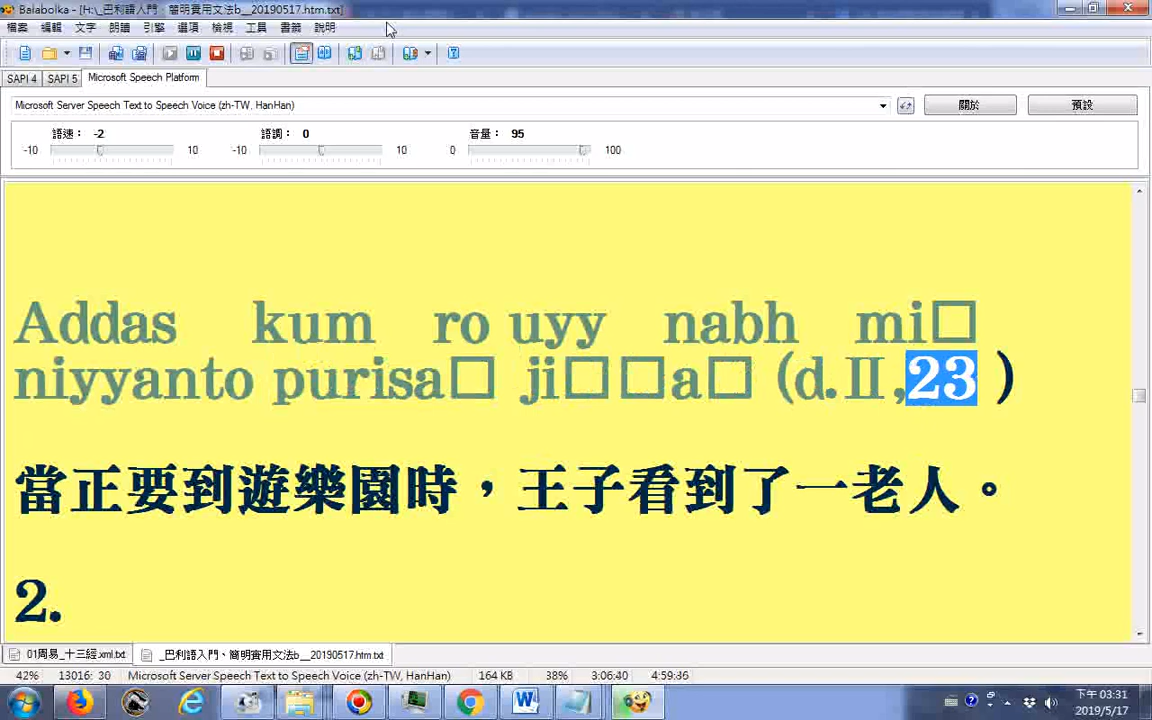 Balabolka - [H:\_巴利語入門、簡明實用文法b__20190517.htm.txt]
檔案 編輯 文字 朗讀 引擎 選項 檢視 工具 書籤 說明
SAPI 4 SAPI 5 Microsoft Speech Platform
Microsoft Server Speech Text to Speech Voice (zh-TW, HanHan) 關於 預設
語速： -2 語調： 0 音量： 95
-10 10 -10 10 0 100
Addas kum ro uyy nabh mi□
niyyanto purisa□ ji□□a□ (d.Ⅱ,23 )
當正要到遊樂園時，王子看到了一老人。
2.
01周易_十三經.xml.txt _巴利語入門、簡明實用文法b__20190517.htm.txt
42% 13016: 30 Microsoft Server Speech Text to Speech Voice (zh-TW, HanHan) 164 KB 38% 3:06:40 4:59:36
下午 03:31
2019/5/17